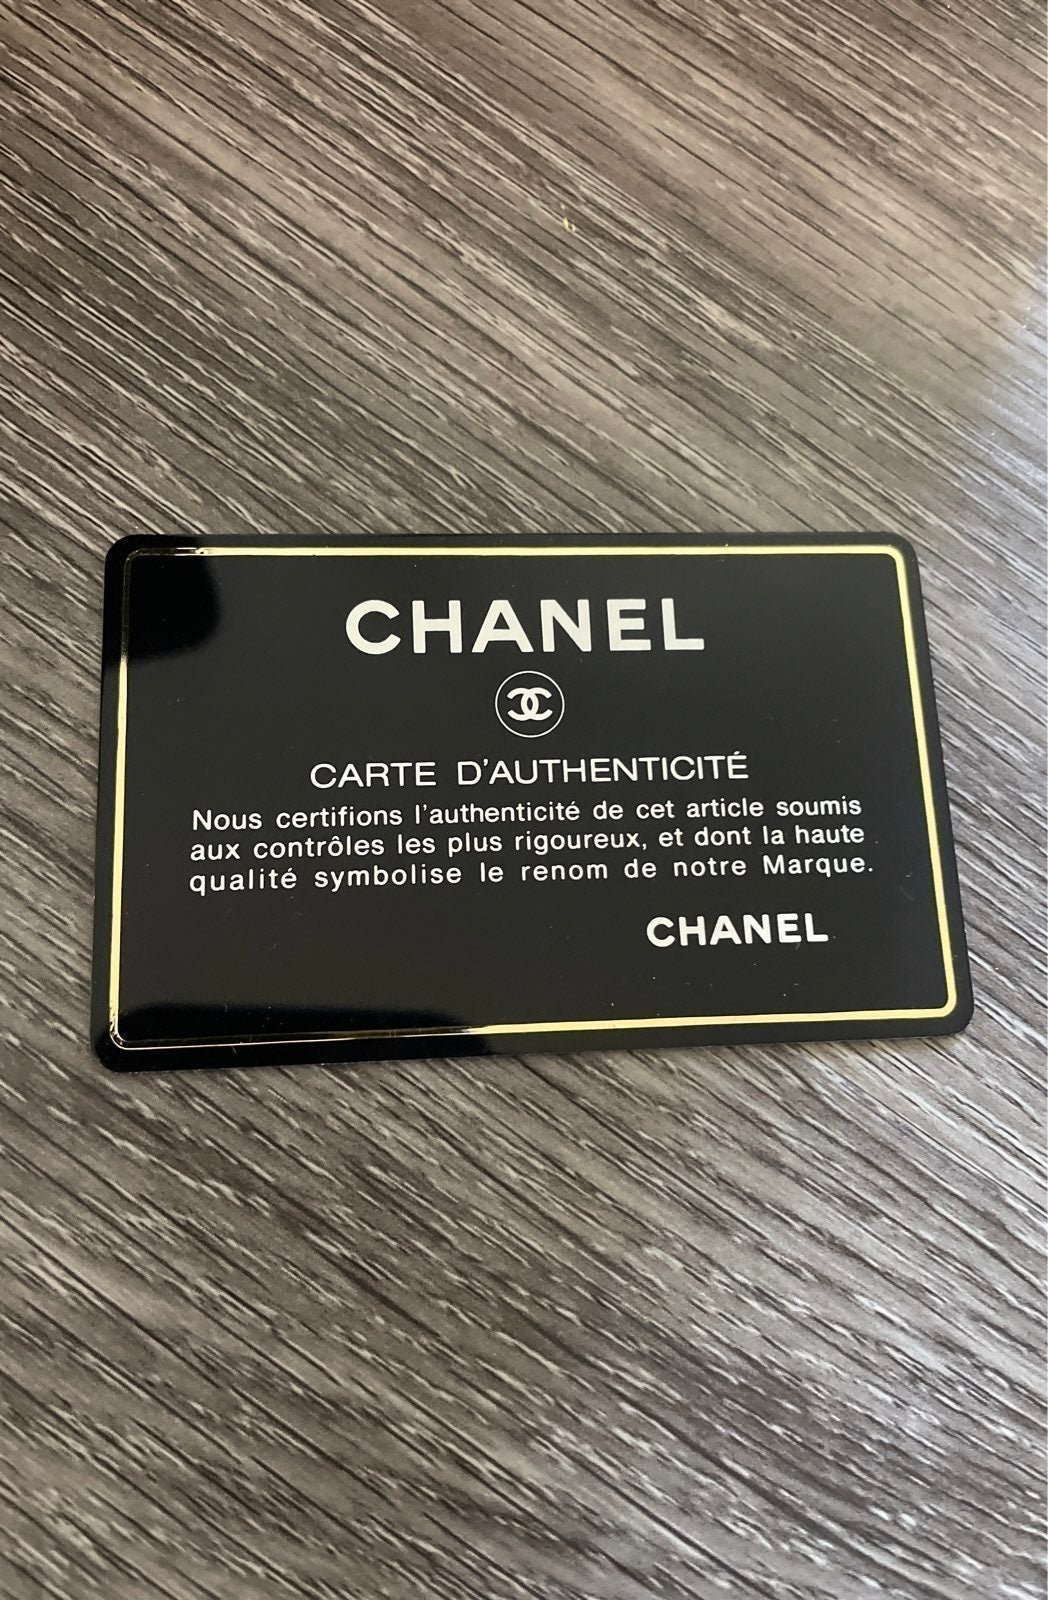 CHANEL
CARTE D'AUTHENTICITÉ
Nous certifions l'authenticité de cet article soumis
aux contrôles les plus rigoureux, et dont la haute
qualité symbolise le renom de notre Marque.
CHANEL